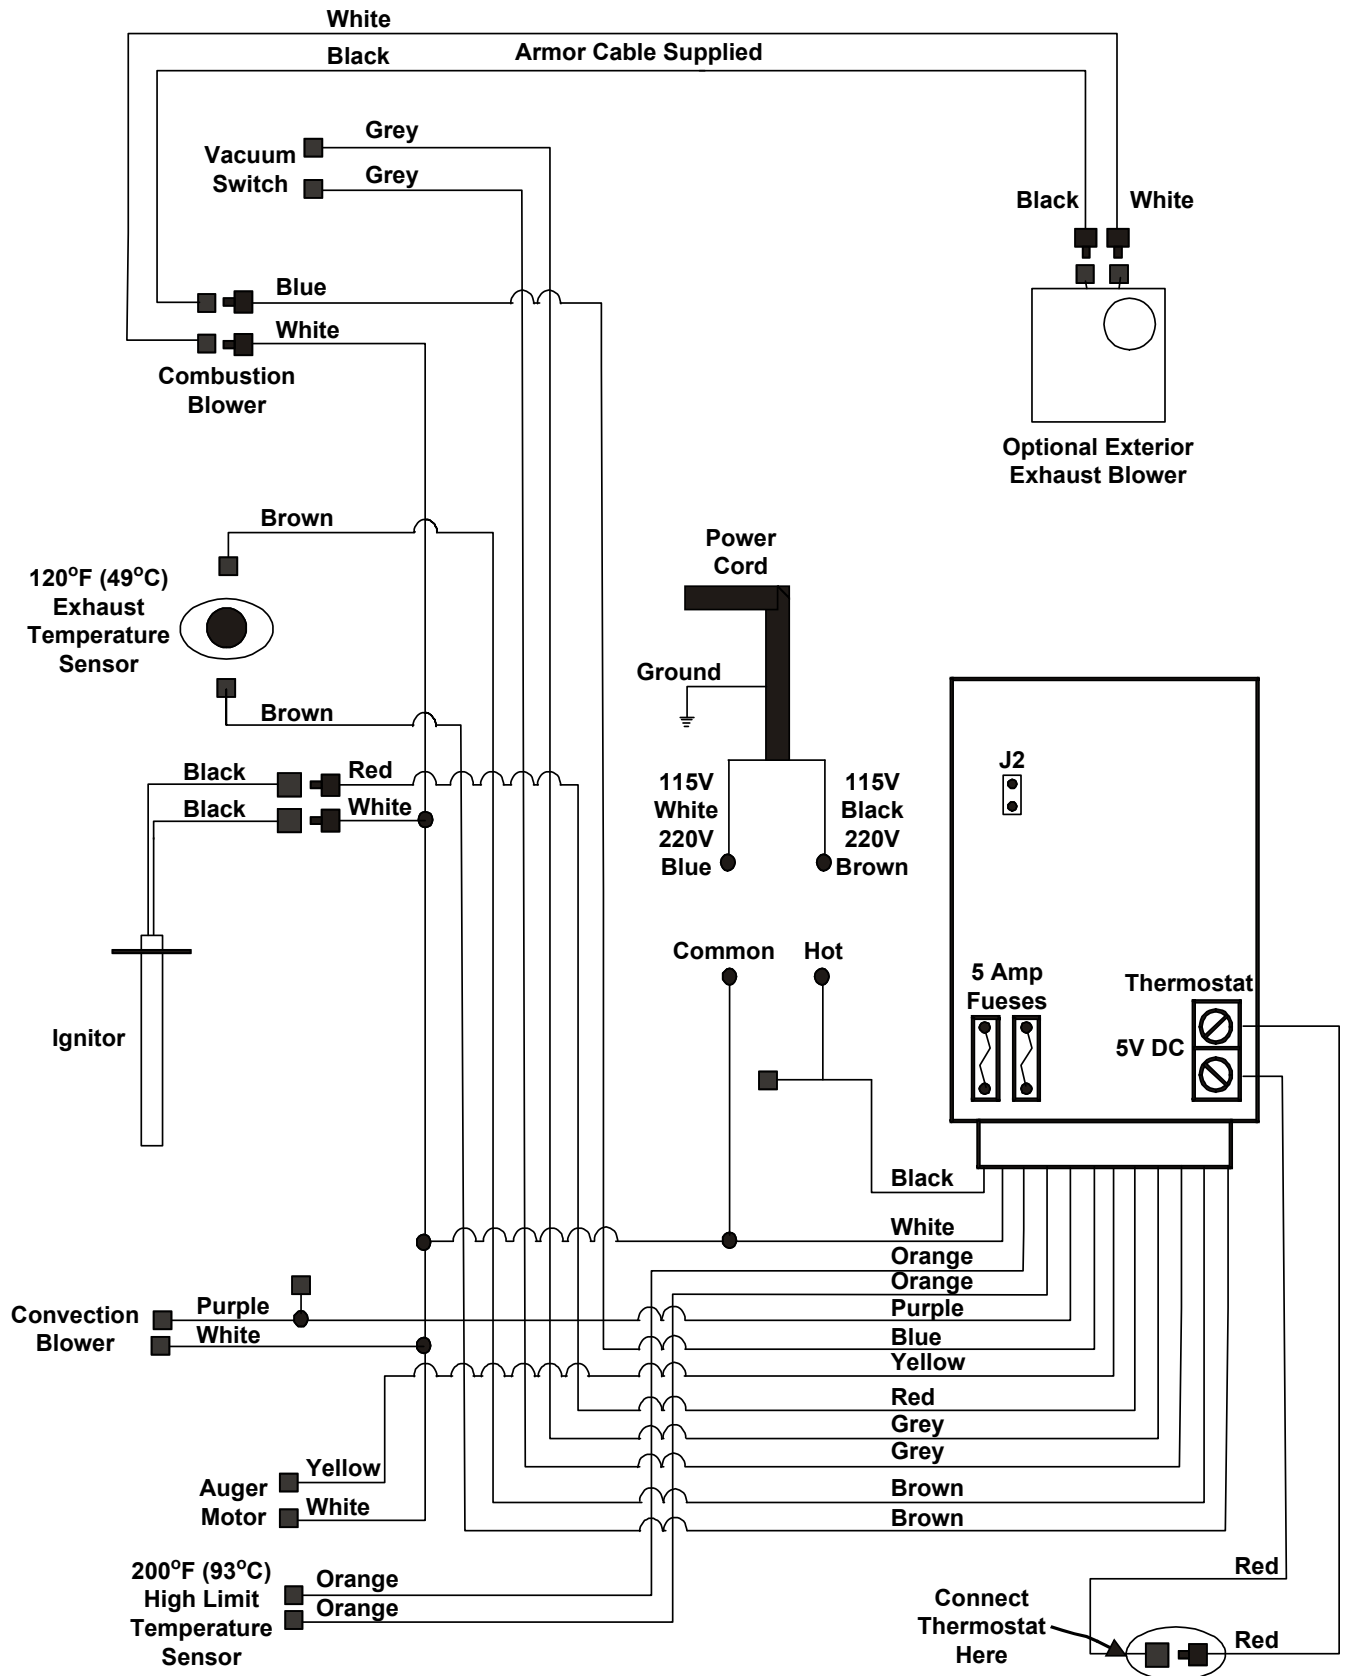 White
Black
Armor Cable Supplied
Vacuum
Switch
Grey
Grey
Black
White
Blue
White
Combustion
Blower
Optional Exterior
Exhaust Blower
Brown
120°F (49°C)
Exhaust
Temperature
Sensor
Brown
Power
Cord
Ground
115V
White
220V
Blue
115V
Black
220V
Brown
J2
Black
Red
Black
White
Ignitor
Common
Hot
5 Amp
Fueses
Thermostat
5V DC
Black
White
Orange
Orange
Purple
Blue
Yellow
Red
Grey
Grey
Brown
Brown
Convection
Blower
Purple
White
Auger
Motor
Yellow
White
200°F (93°C)
High Limit
Temperature
Sensor
Orange
Orange
Connect
Thermostat
Here
Red
Red